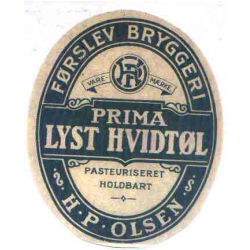 FØRSLEV BRYGGERI
VARE MÆRKE
PRIMA
LYST HVIDTØL
PASTEURISERET
HOLDBART
H·P·OLSEN